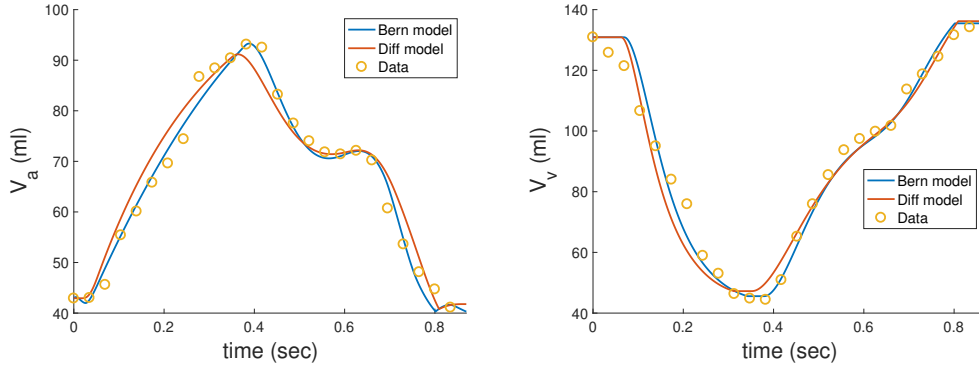 100
90
80
70
60
50
40
V_a (ml)
0
0.2
0.4
0.6
0.8
time (sec)
Bern model
Diff model
Data
140
120
100
80
60
40
V_v (ml)
0
0.2
0.4
0.6
0.8
time (sec)
Bern model
Diff model
Data